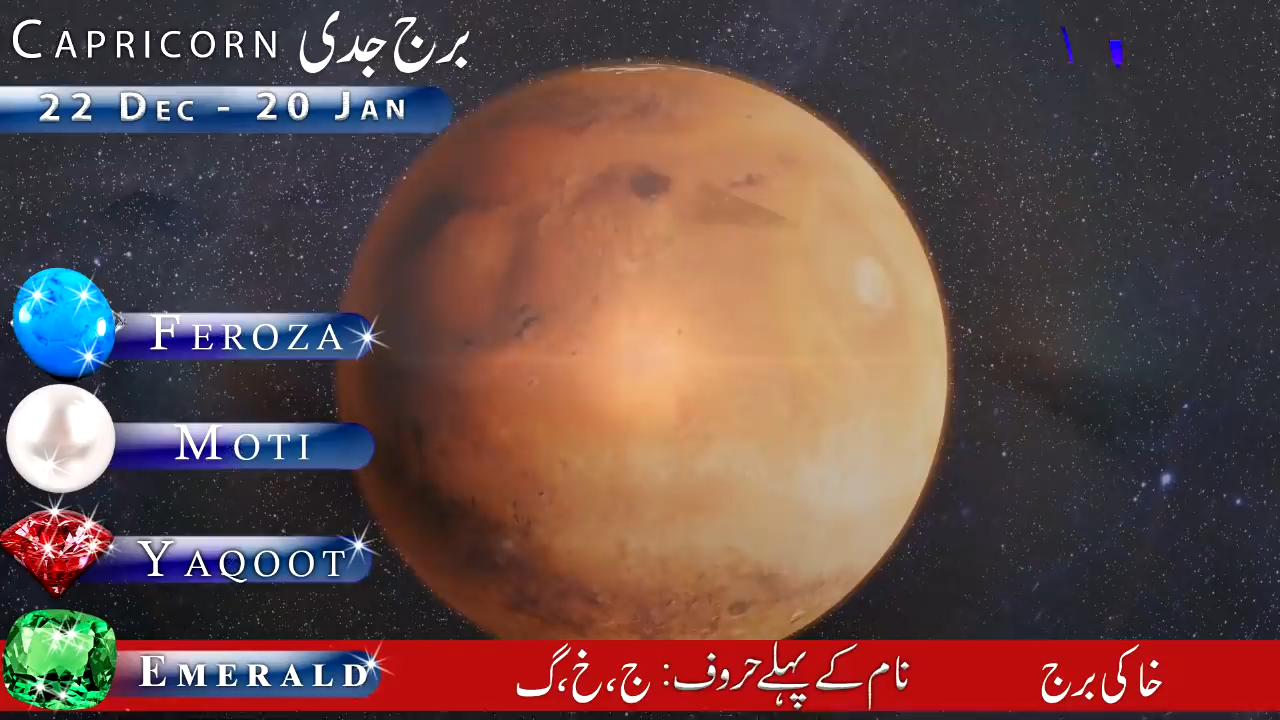 CAPRICORN برج جدی
22 DEC - 20 JAN
FEROZA
MOTI
YAQOOT
EMERALD
خاکی برج
نام کے پہلے حروف: ج، خ، گ